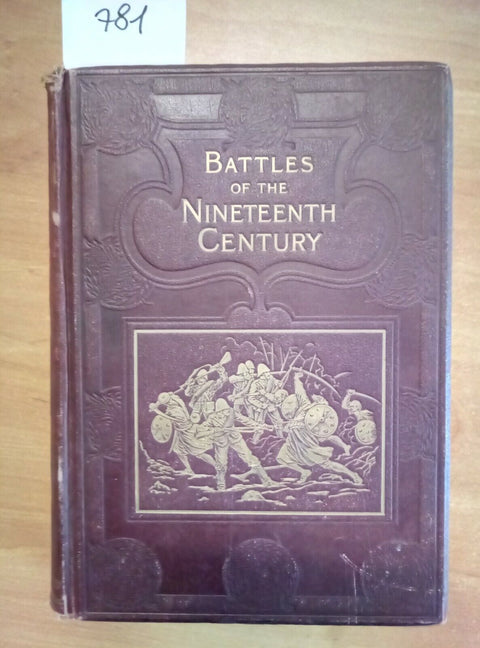 781
BATTLES
OF THE
NINETEENTH
CENTURY